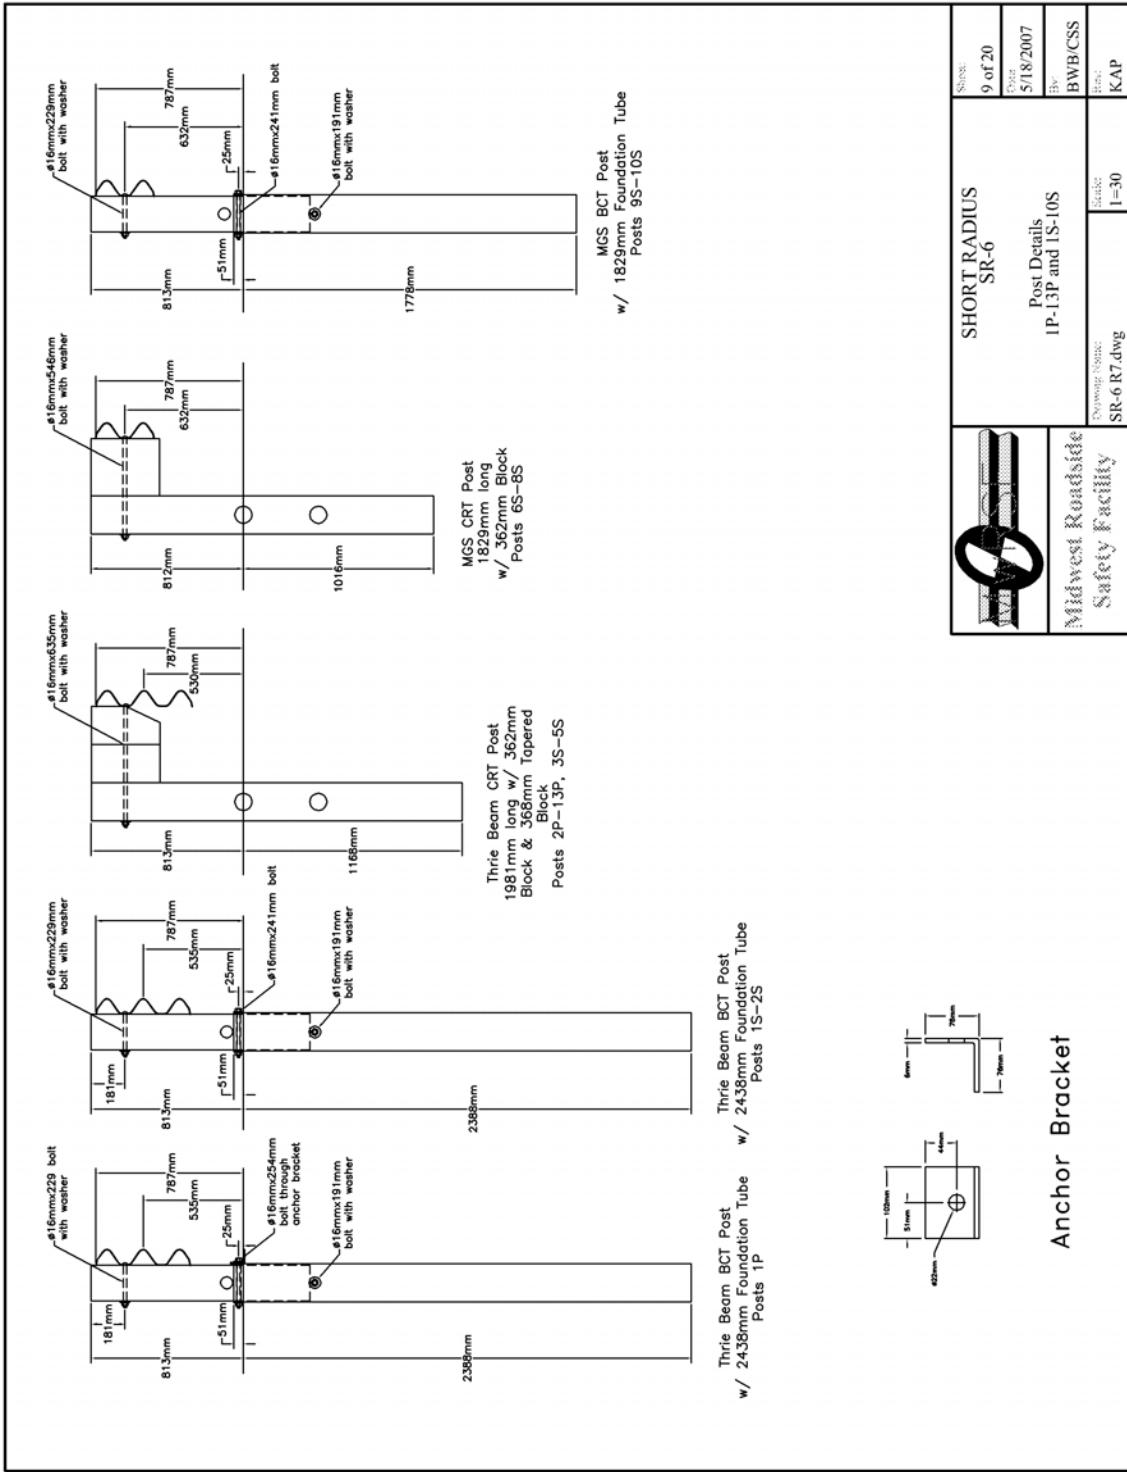 ø16mmx229 bolt
with washer
181mm
813mm
787mm
535mm
25mm
51mm
ø16mmx254mm
bolt through
anchor bracket
ø16mmx191mm
bolt with washer
2388mm
Thrie Beam BCT Post
w/ 2438mm Foundation Tube
Posts 1P
ø16mmx229mm
bolt with washer
181mm
813mm
787mm
535mm
25mm
51mm
ø16mmx241mm bolt
ø16mmx191mm
bolt with washer
2388mm
Thrie Beam BCT Post
w/ 2438mm Foundation Tube
Posts 1S-2S
ø16mmx635mm
bolt with washer
813mm
787mm
530mm
1168mm
Thrie Beam CRT Post
1981mm long w/ 362mm
Block & 368mm Tapered
Block
Posts 2P-13P, 3S-5S
ø16mmx546mm
bolt with washer
812mm
787mm
632mm
1016mm
MGS CRT Post
1829mm long
w/ 362mm Block
Posts 6S-8S
ø16mmx229mm
bolt with washer
813mm
787mm
632mm
25mm
51mm
ø16mmx241mm bolt
ø16mmx191mm
bolt with washer
1778mm
MGS BCT Post
w/ 1829mm Foundation Tube
Posts 9S-10S
102mm
51mm
44mm
ø22mm
6mm
76mm
76mm
Anchor Bracket
MwRSF
Midwest Roadside
Safety Facility
SHORT RADIUS
SR-6
Post Details
1P-13P and 1S-10S
Drawing Name:
SR-6 R7.dwg
Scale:
1=30
Sheet:
9 of 20
Date:
5/18/2007
By:
BWB/CSS
Rev.:
KAP